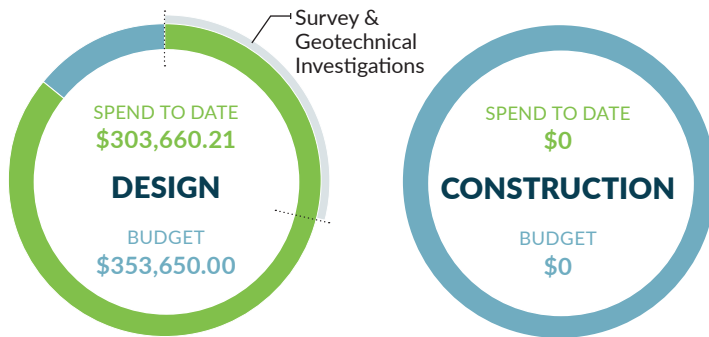 Survey &
Geotechnical
Investigations
SPEND TO DATE
$303,660.21
DESIGN
BUDGET
$353,650.00
SPEND TO DATE
$0
CONSTRUCTION
BUDGET
$0